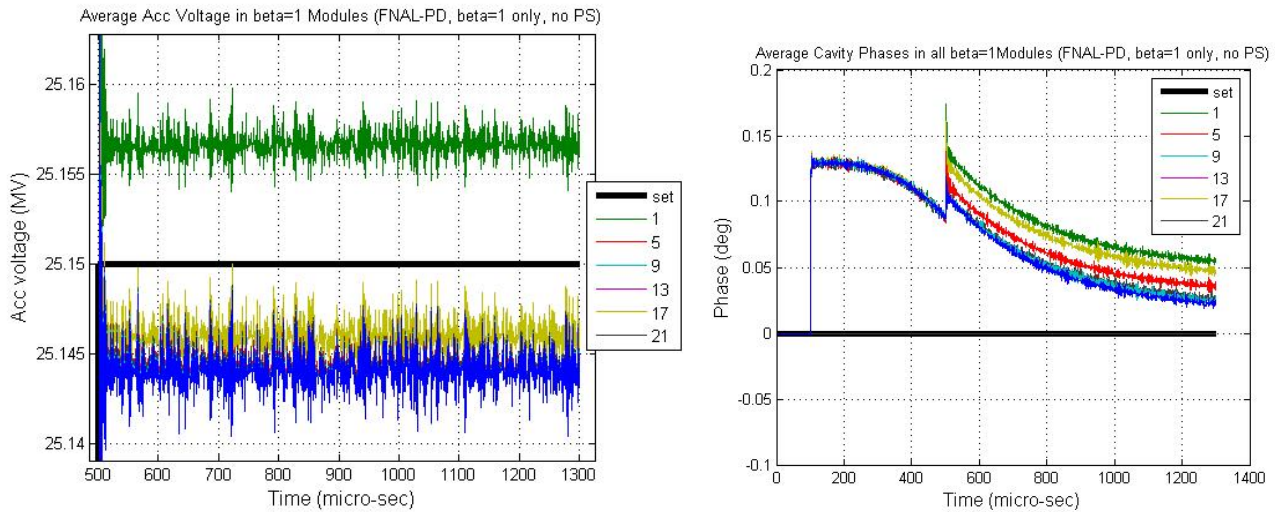 Average Acc Voltage in beta=1 Modules (FNAL-PD, beta=1 only, no PS)
25.16
25.155
25.15
25.145
25.14
Acc voltage (MV)
500 600 700 800 900 1000 1100 1200 1300
Time (micro-sec)
set
1
5
9
13
17
21
Average Cavity Phases in all beta=1Modules (FNAL-PD, beta=1 only, no PS)
0.2
0.15
0.1
0.05
0
-0.05
-0.1
Phase (deg)
0 200 400 600 800 1000 1200 1400
Time (micro-sec)
set
1
5
9
13
17
21